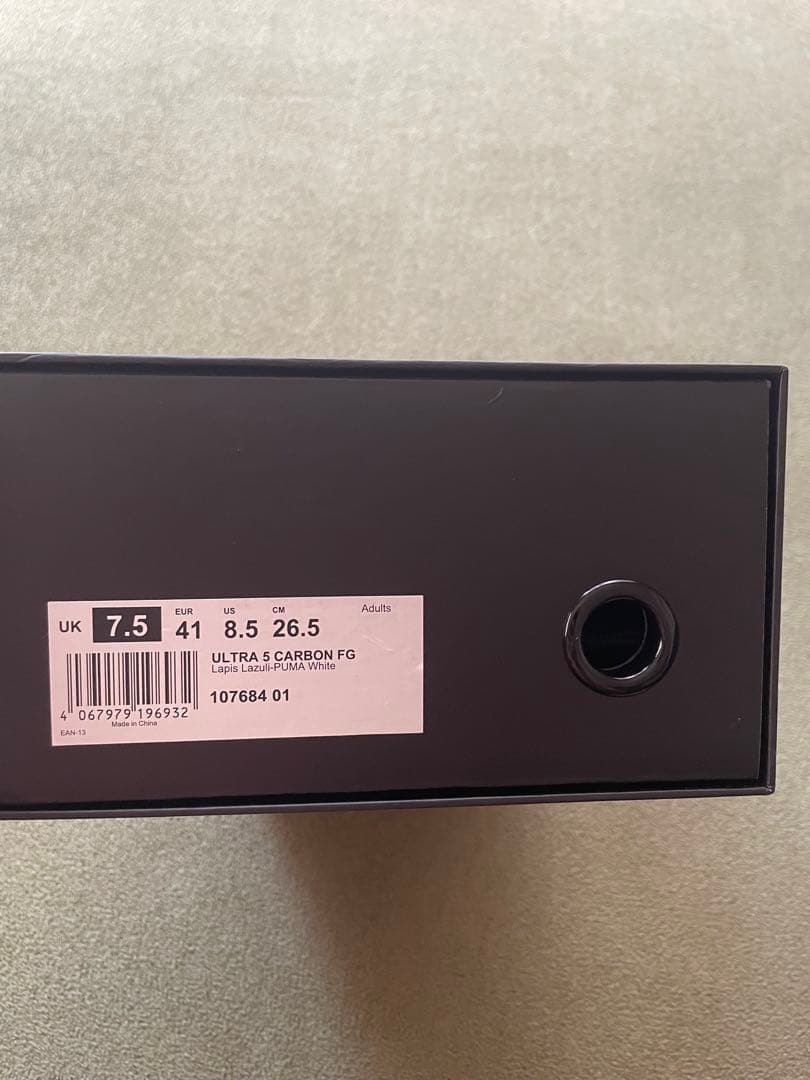 UK 7.5 EUR 41 US 8.5 CM 26.5 Adults
ULTRA 5 CARBON FG
Lapis Lazuli-PUMA White
107684 01
4 067979 196932
Made in China
EAN-13